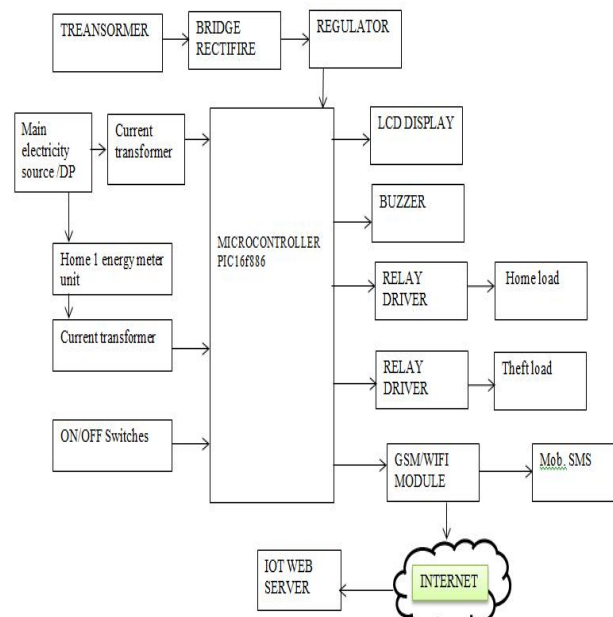 TREANSORMER
BRIDGE
RECTIFIRE
REGULATOR
Main
electricity
source /DP
Current
transformer
LCD DISPLAY
BUZZER
MICROCONTROLLER
PIC16f886
Home 1 energy meter
unit
RELAY
DRIVER
Home load
Current transformer
RELAY
DRIVER
Theft load
ON/OFF Switches
GSM/WIFI
MODULE
Mob. SMS
IOT WEB
SERVER
INTERNET